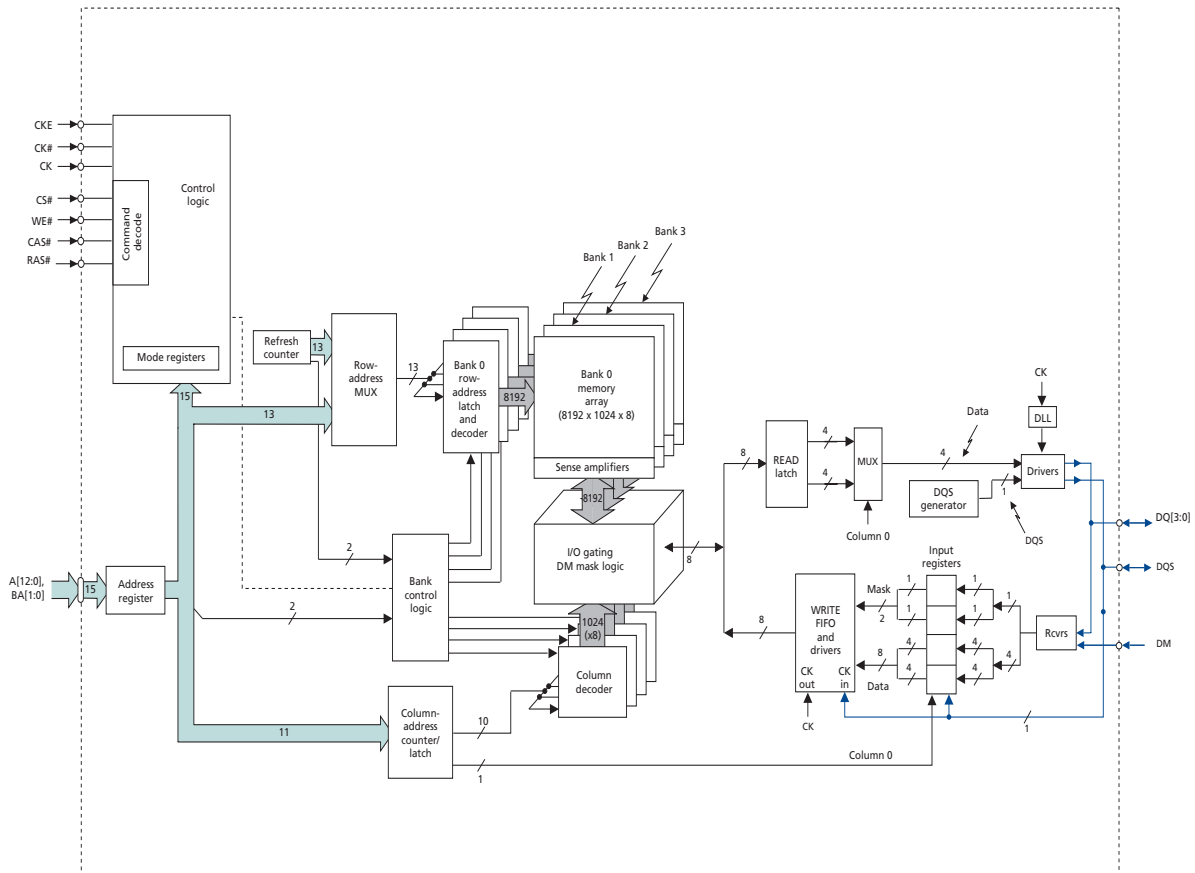 CKE
CK#
CK
CS#
WE#
CAS#
RAS#
Control
logic
Command
decode
Mode registers
15
Refresh
counter
13
13
Row-
address
MUX
13
Bank 0
row-
address
latch
and
decoder
8192
Bank 1
Bank 2
Bank 3
Bank 0
memory
array
(8192 x 1024 x 8)
Sense amplifiers
8192
I/O gating
DM mask logic
8
1024
(x8)
Column
decoder
A[12:0],
BA[1:0]
15
Address
register
2
2
Bank
control
logic
11
Column-
address
counter/
latch
10
1
Column 0
8
READ
latch
4
4
MUX
Column 0
4
Data
DQS
generator
1
DQS
CK
DLL
Drivers
DQ[3:0]
DQS
DM
8
WRITE
FIFO
and
drivers
CK
out
CK
in
CK
Mask
2
8
Data
Input
registers
1
1
4
4
1
1
4
4
1
4
Rcvrs
1